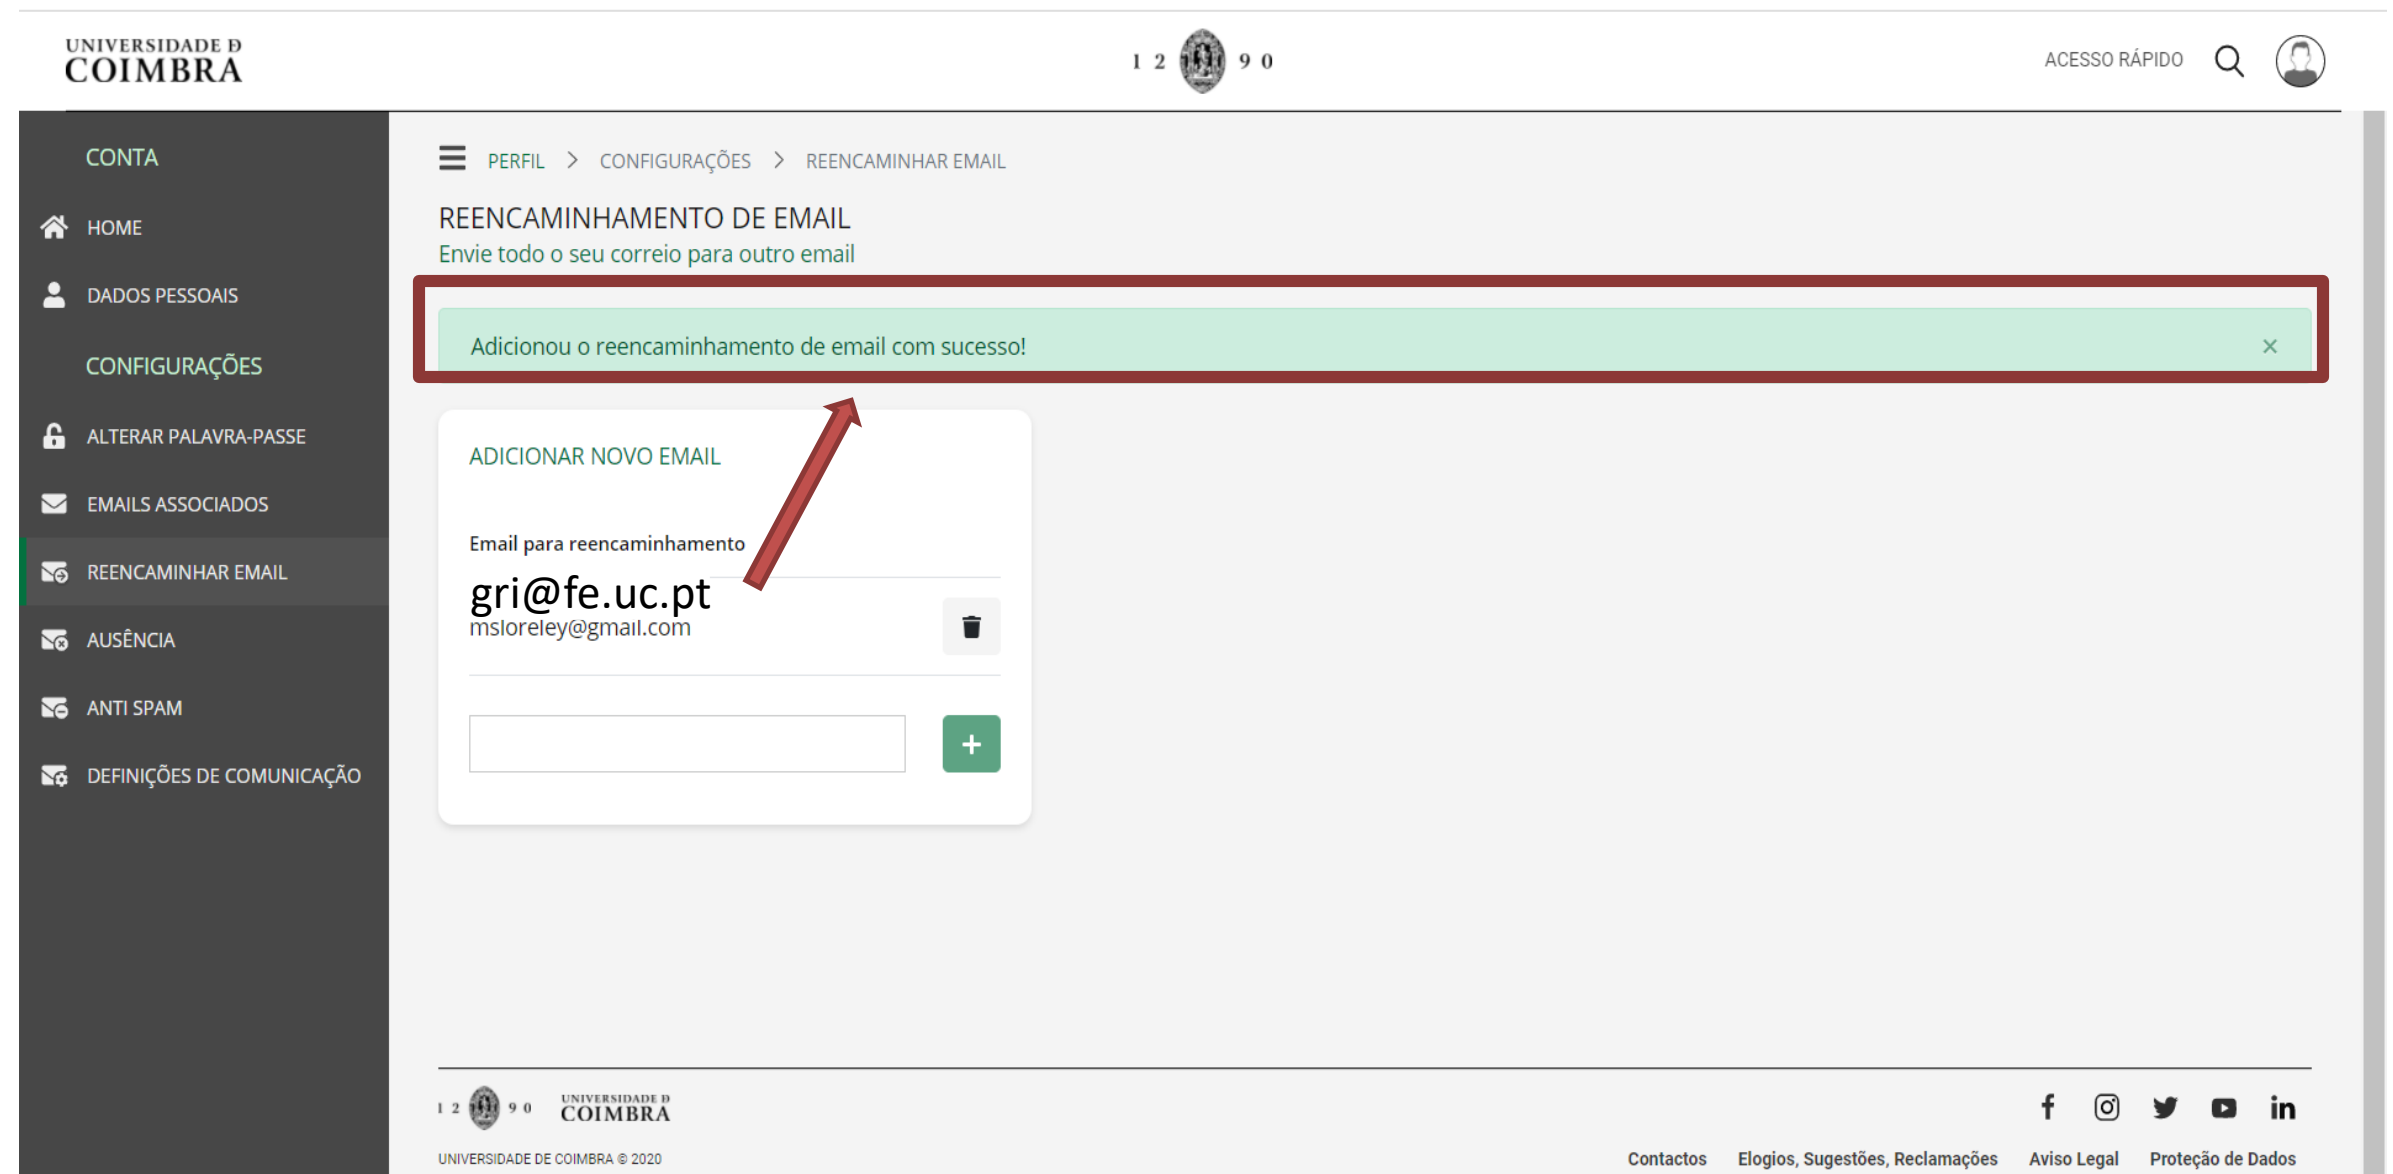 UNIVERSIDADE Ð
COIMBRA
1 2 9 0
ACESSO RÁPIDO
CONTA
HOME
DADOS PESSOAIS
CONFIGURAÇÕES
ALTERAR PALAVRA-PASSE
EMAILS ASSOCIADOS
REENCAMINHAR EMAIL
AUSÊNCIA
ANTI SPAM
DEFINIÇÕES DE COMUNICAÇÃO
PERFIL > CONFIGURAÇÕES > REENCAMINHAR EMAIL
REENCAMINHAMENTO DE EMAIL
Envie todo o seu correio para outro email
Adicionou o reencaminhamento de email com sucesso! ×
ADICIONAR NOVO EMAIL
Email para reencaminhamento
gri@fe.uc.pt
msloreley@gmail.com
+
1 2 9 0
UNIVERSIDADE Ð
COIMBRA
UNIVERSIDADE DE COIMBRA © 2020
Contactos Elogios, Sugestões, Reclamações Aviso Legal Proteção de Dados